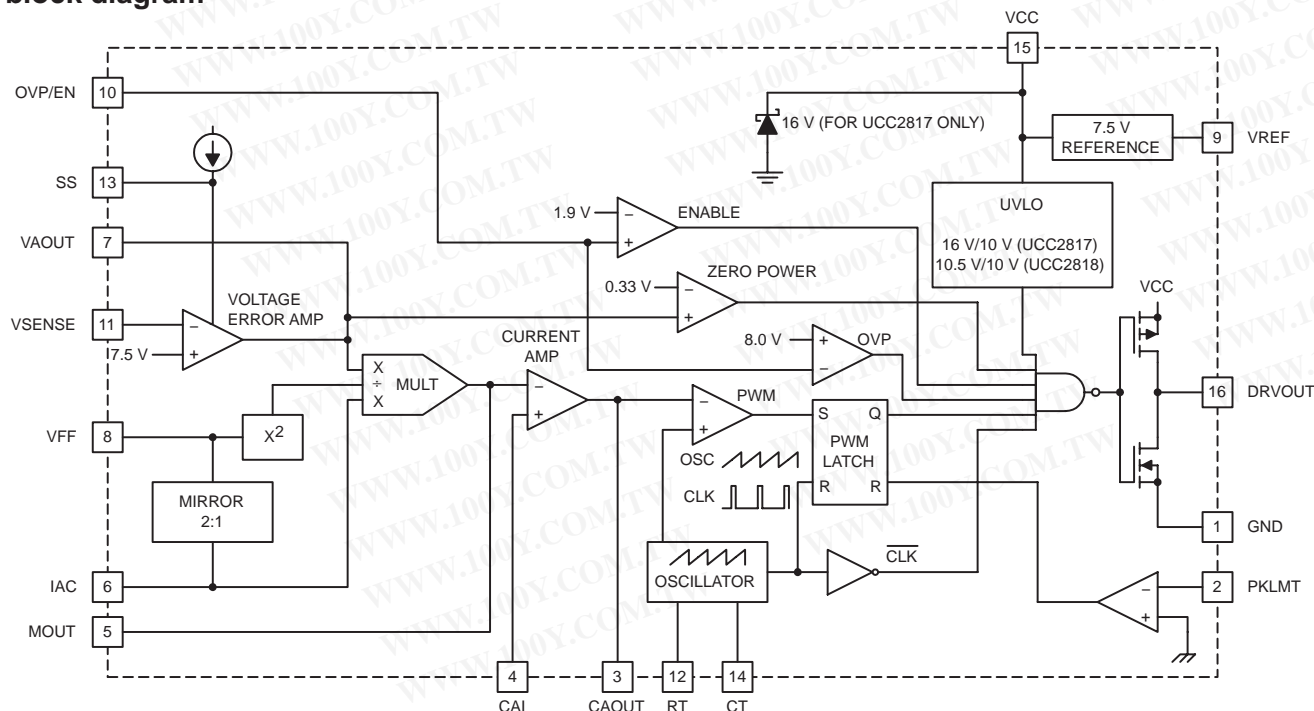 block diagram
VCC
15
OVP/EN 10
16 V (FOR UCC2817 ONLY)
7.5 V
REFERENCE
9 VREF
SS 13
UVLO
16 V/10 V (UCC2817)
10.5 V/10 V (UCC2818)
1.9 V
−
+
ENABLE
VAOUT 7
ZERO POWER
0.33 V
−
+
VCC
VOLTAGE
ERROR AMP
VSENSE 11
−
7.5 V
+
CURRENT
AMP
8.0 V
+
−
OVP
X
÷
X
MULT
−
+
−
+
PWM
16 DRVOUT
VFF 8
X2
S Q
PWM
LATCH
R R
OSC
CLK
MIRROR
2:1
1 GND
CLK
OSCILLATOR
IAC 6
2 PKLMT
−
+
MOUT 5
4
3
12
14
CAI
CAOUT
RT
CT
WWW.100Y.COM.TW